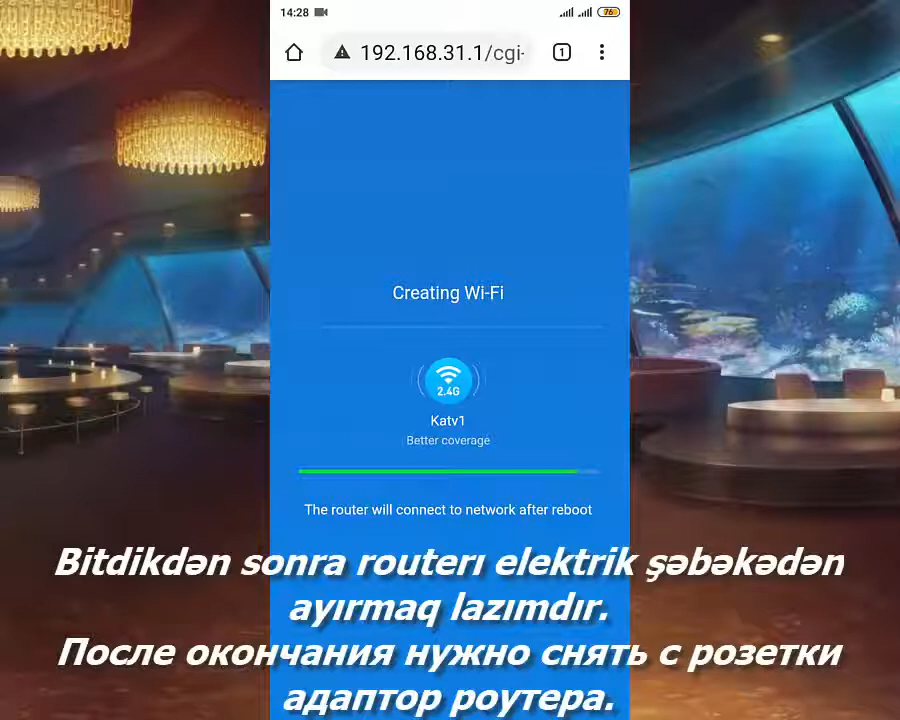 14:28
76
192.168.31.1/cgi-
1
Creating Wi-Fi
2.4G
Katv1
Better coverage
The router will connect to network after reboot
Bitdikdən sonra routerı elektrik şəbəkədən
ayırmaq lazımdır.
После окончания нужно снять с розетки
адаптор роутера.